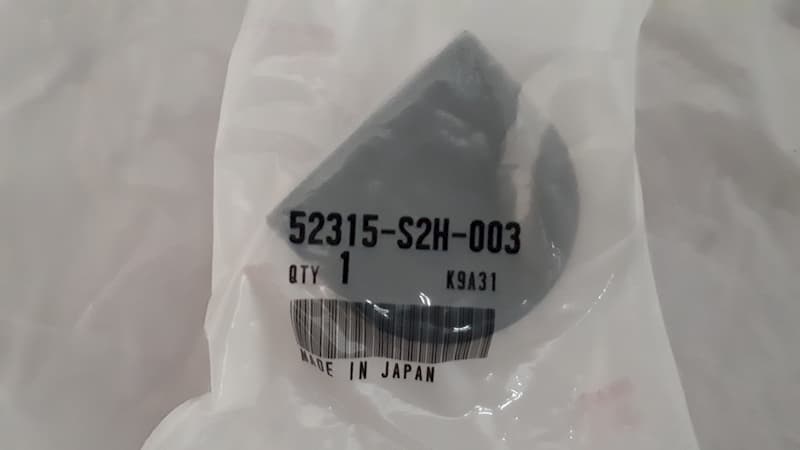 52315-S2H-003
QTY 1 K9A31
MADE IN JAPAN